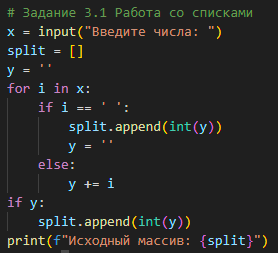 # Задание 3.1 Работа со списками
x = input("Введите числа: ")
split = []
y = ''
for i in x:
    if i == ' ':
        split.append(int(y))
        y = ''
    else:
        y += i
if y:
    split.append(int(y))
print(f"Исходный массив: {split}")